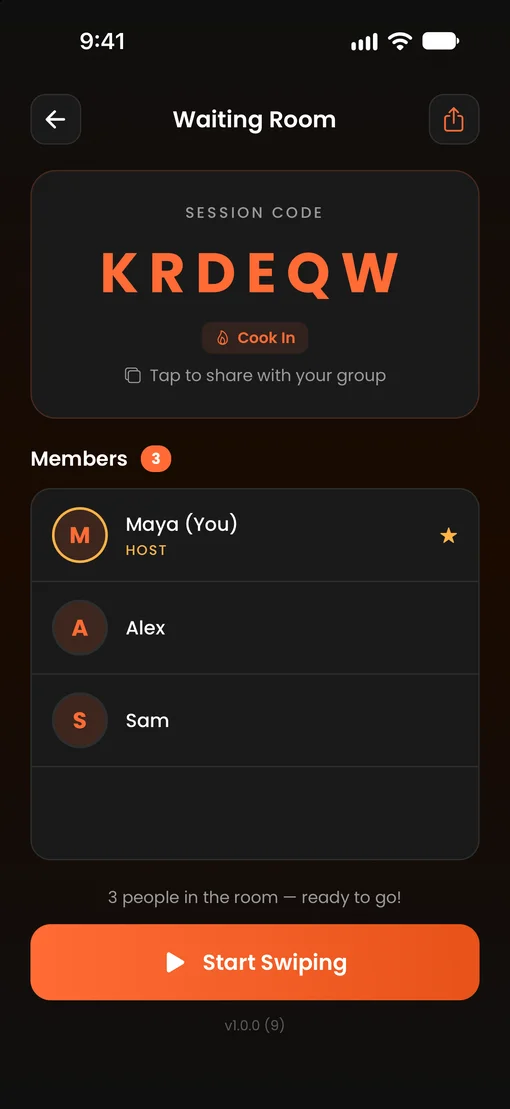 9:41
Waiting Room
SESSION CODE
KRDEQW
Cook In
Tap to share with your group
Members 3
M
Maya (You)
HOST
A
Alex
S
Sam
3 people in the room — ready to go!
Start Swiping
v1.0.0 (9)